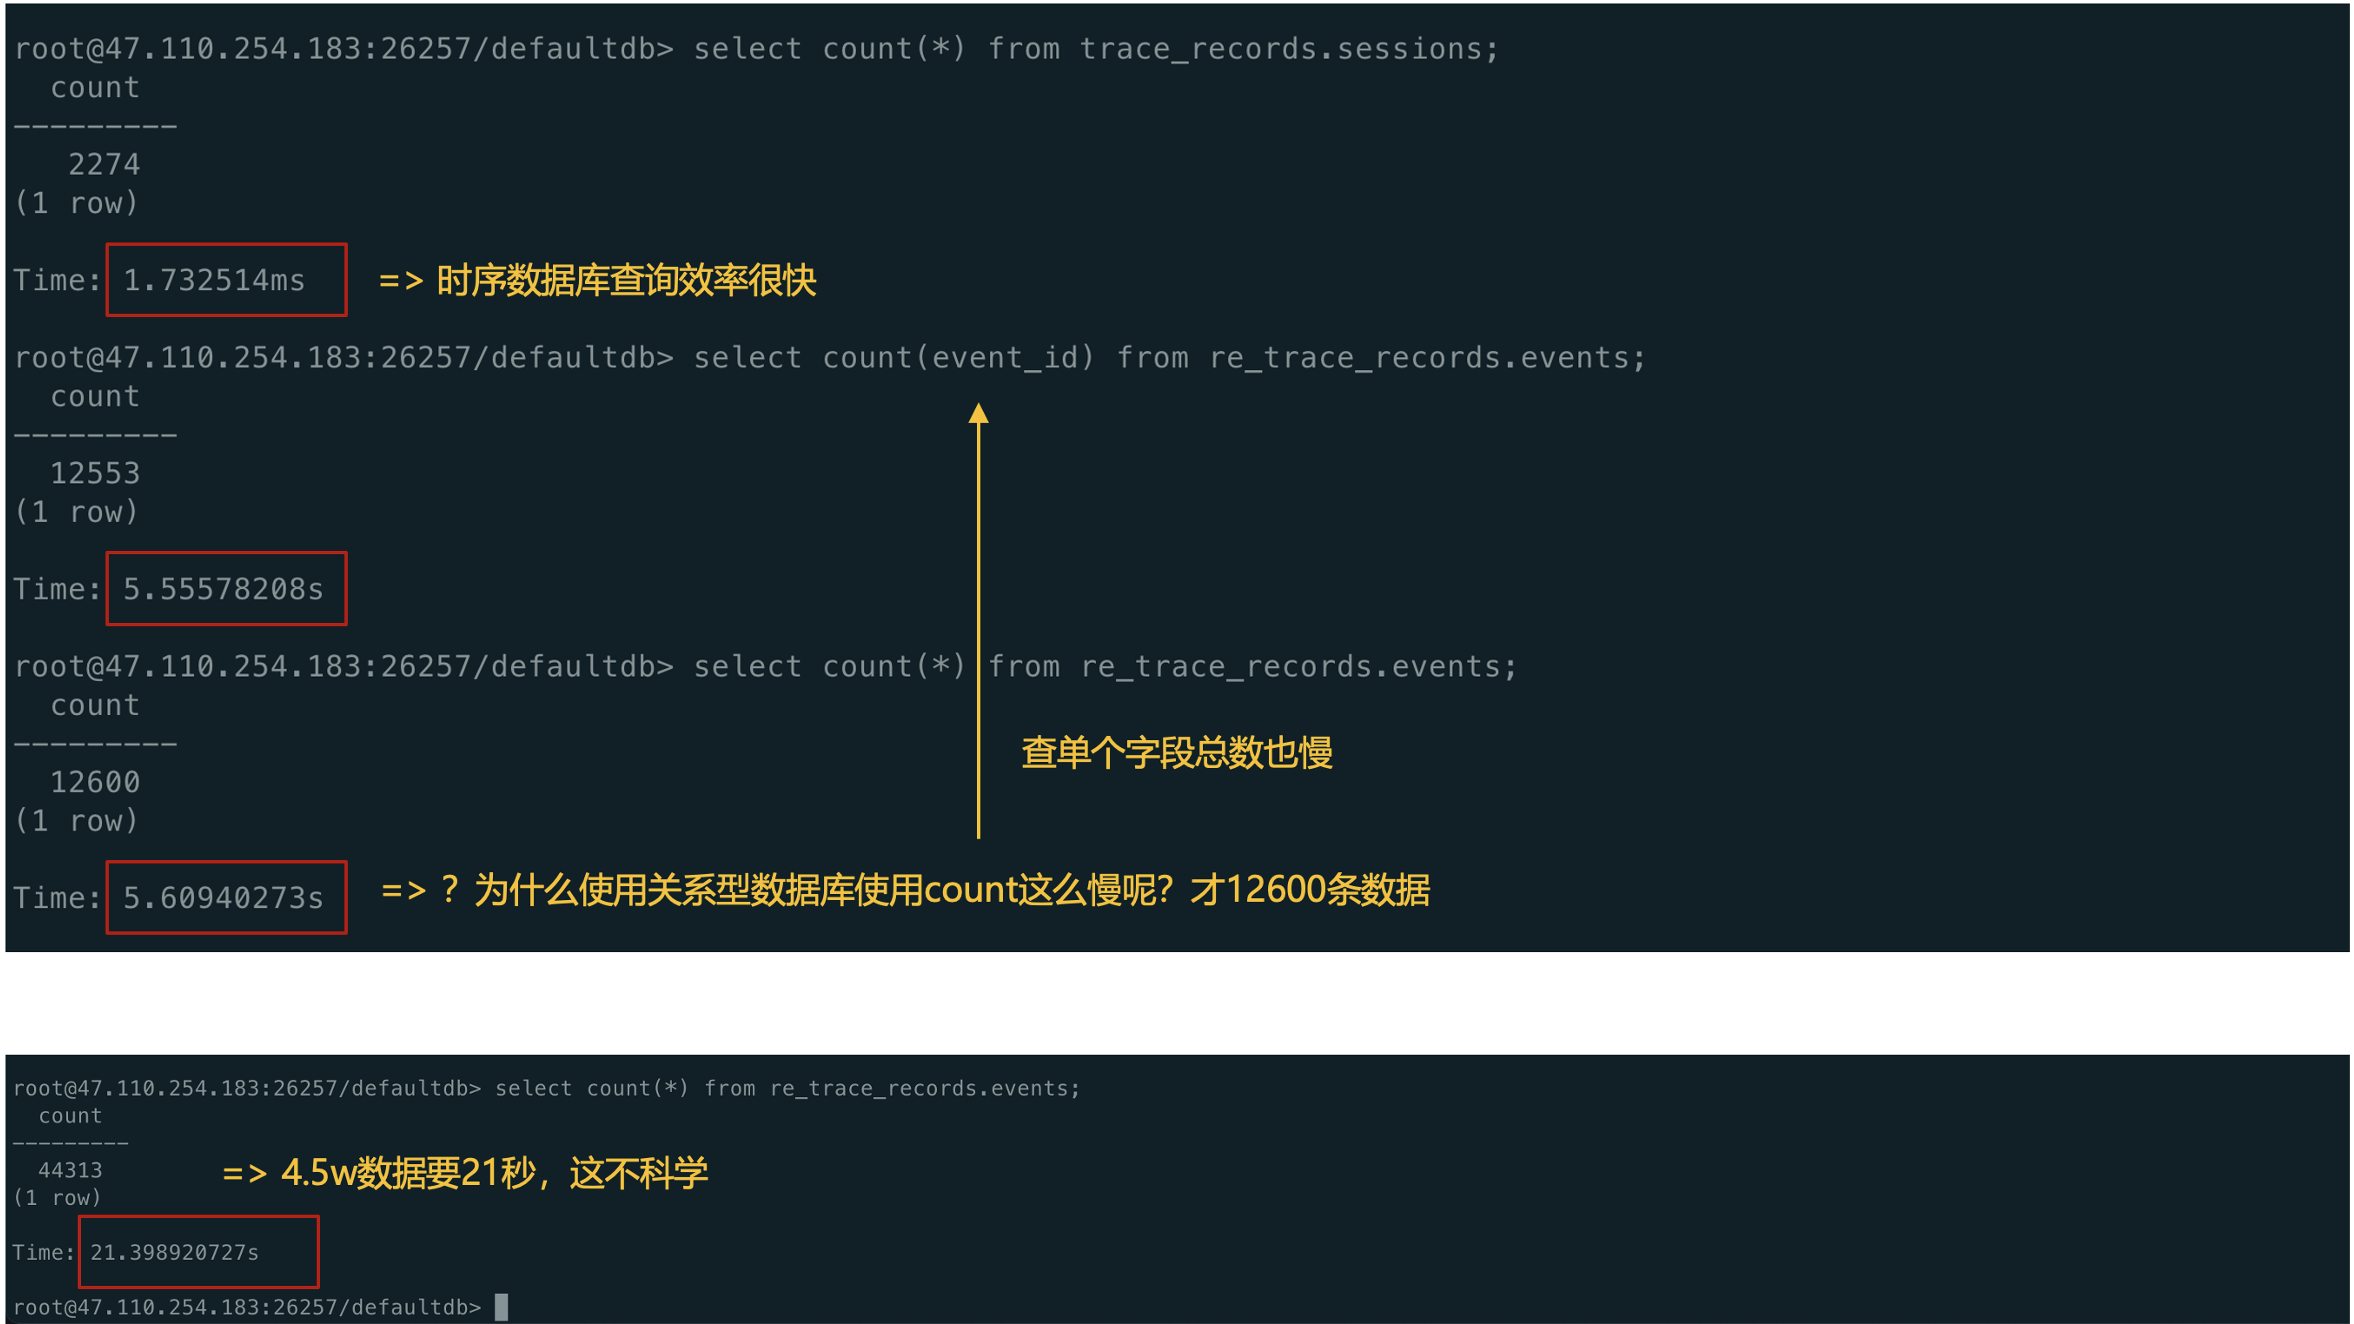 root@47.110.254.183:26257/defaultdb> select count(*) from trace_records.sessions;
count
---------
2274
(1 row)
Time: 1.732514ms => 时序数据库查询效率很快
root@47.110.254.183:26257/defaultdb> select count(event_id) from re_trace_records.events;
count
---------
12553
(1 row)
Time: 5.55578208s
root@47.110.254.183:26257/defaultdb> select count(*) from re_trace_records.events;
count
---------
查单个字段总数也慢
12600
(1 row)
Time: 5.60940273s => ？为什么使用关系型数据库使用count这么慢呢？才12600条数据
root@47.110.254.183:26257/defaultdb> select count(*) from re_trace_records.events;
count
---------
44313 => 4.5w数据要21秒，这不科学
(1 row)
Time: 21.398920727s
root@47.110.254.183:26257/defaultdb>